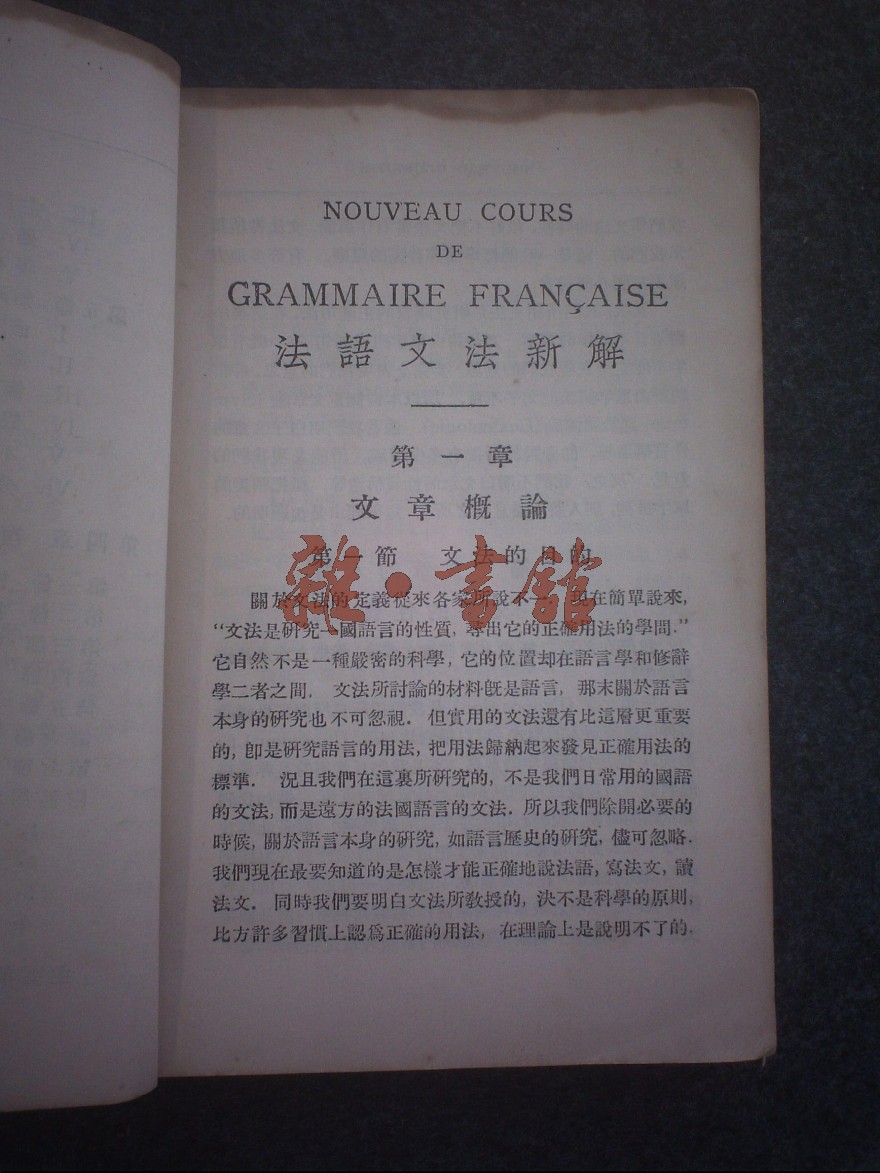 NOUVEAU COURS
DE
GRAMMAIRE FRANÇAISE
法語文法新解
第一章
文章概論
第一節 文法的目的
雜·書館
關於文法的定義從來各家所說不一. 現在簡單說來,
“文法是研究一國語言的性質, 導出它的正確用法的學問.”
它自然不是一種嚴密的科學, 它的位置却在語言學和修辭
學二者之間. 文法所討論的材料旣是語言, 那末關於語言
本身的硏究也不可忽視. 但實用的文法還有比這層更重要
的, 卽是硏究語言的用法, 把用法歸納起來發見正確用法的
標準. 況且我們在這裏所硏究的, 不是我們日常用的國語
的文法, 而是遠方的法國語言的文法. 所以我們除開必要的
時候, 關於語言本身的硏究, 如語言歷史的硏究, 儘可忽略.
我們現在最要知道的是怎樣才能正確地說法語, 寫法文, 讀
法文. 同時我們要明白文法所敎授的, 決不是科學的原則,
比方許多習慣上認爲正確的用法, 在理論上是說明不了的.